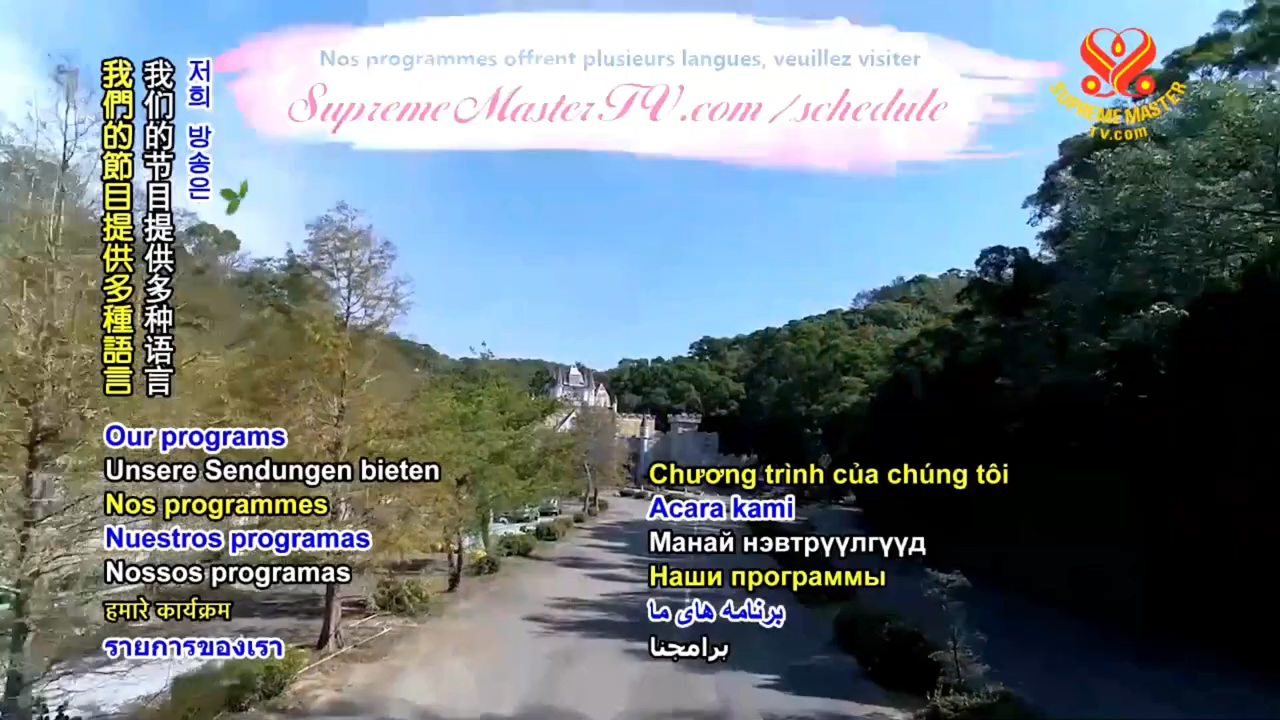 Nos programmes offrent plusieurs langues, veuillez visiter
SupremeMasterTV.com/schedule
SUPREME MASTER
TV.com
我們的節目提供多種語言
我们的节目提供多种语言
저희 방송은
Our programs
Unsere Sendungen bieten
Nos programmes
Nuestros programas
Nossos programas
हमारे कार्यक्रम
รายการของเรา
Chương trình của chúng tôi
Acara kami
Манай нэвтрүүлгүүд
Наши программы
برنامه های ما
برامجنا